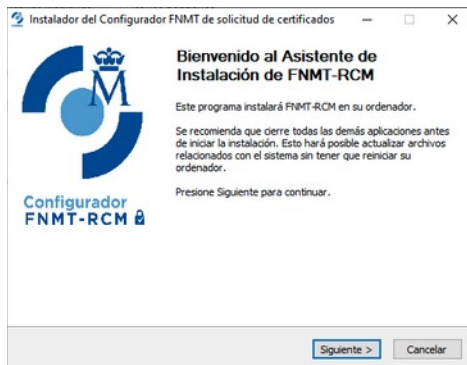 Instalador del Configurador FNMT de solicitud de certificados
Bienvenido al Asistente de
Instalación de FNMT-RCM
Este programa instalará FNMT-RCM en su ordenador.
Se recomienda que cierre todas las demás aplicaciones antes
de iniciar la instalación. Esto hará posible actualizar archivos
relacionados con el sistema sin tener que reiniciar su
ordenador.
Presione Siguiente para continuar.
M
Configurador
FNMT-RCM
Siguiente >
Cancelar